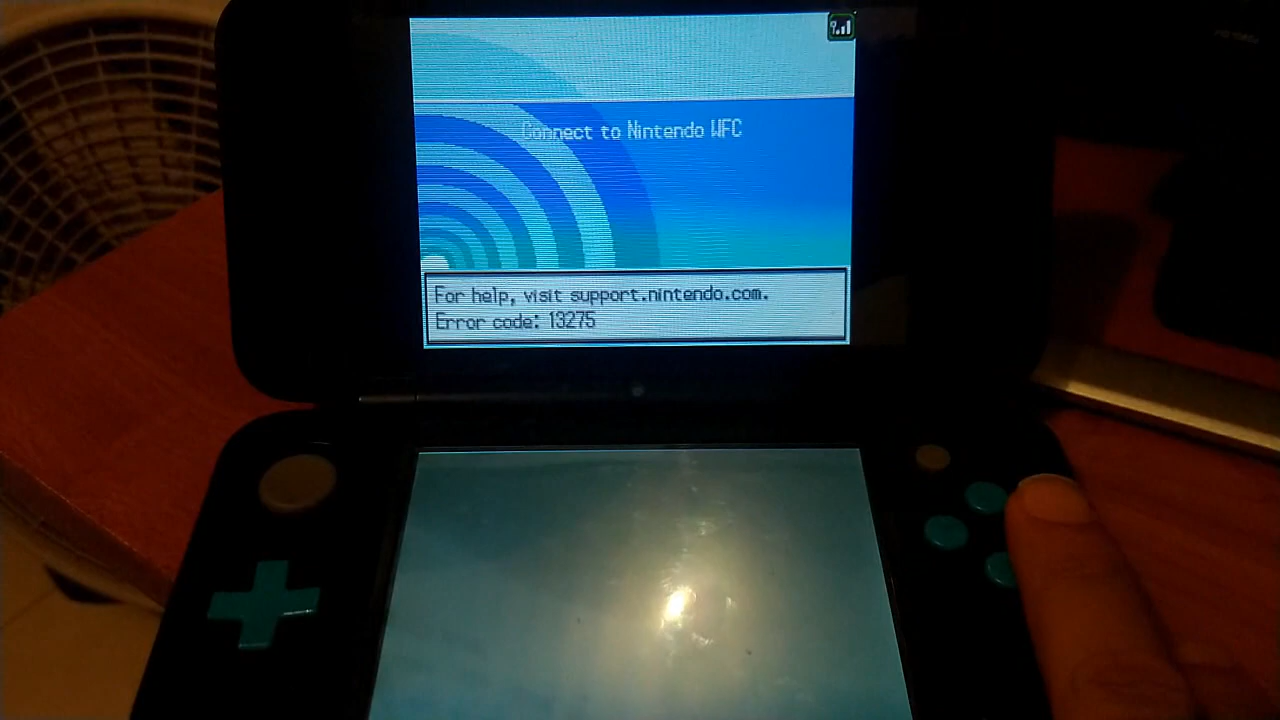 Connect to Nintendo WFC
For help, visit support.nintendo.com.
Error code: 13275